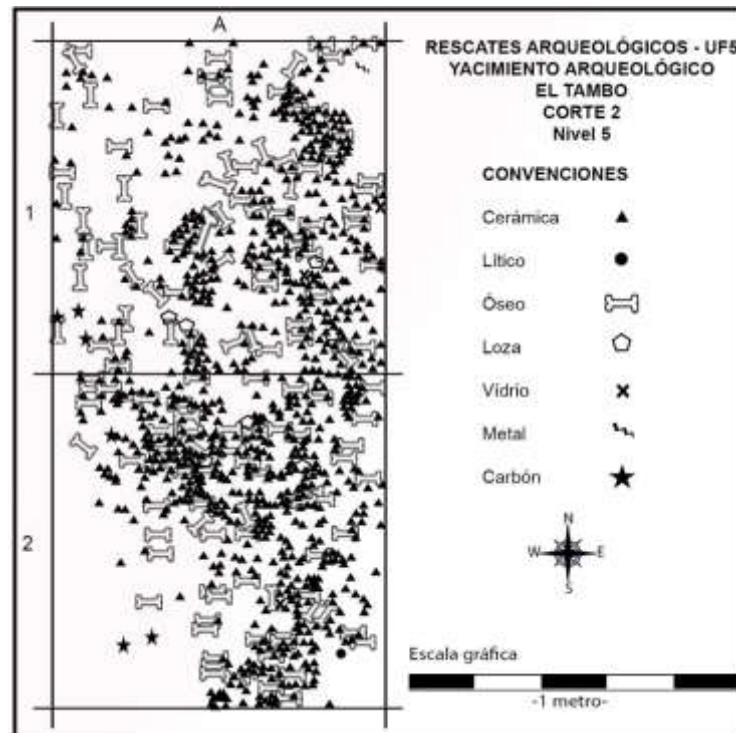 A
1
2
RESCATES ARQUEOLÓGICOS - UF5
YACIMIENTO ARQUEOLÓGICO
EL TAMBO
CORTE 2
Nivel 5
CONVENCIONES
Cerámica
Lítico
Óseo
Loza
Vidrio
Metal
Carbón
N
W E
S
Escala gráfica
-1 metro-